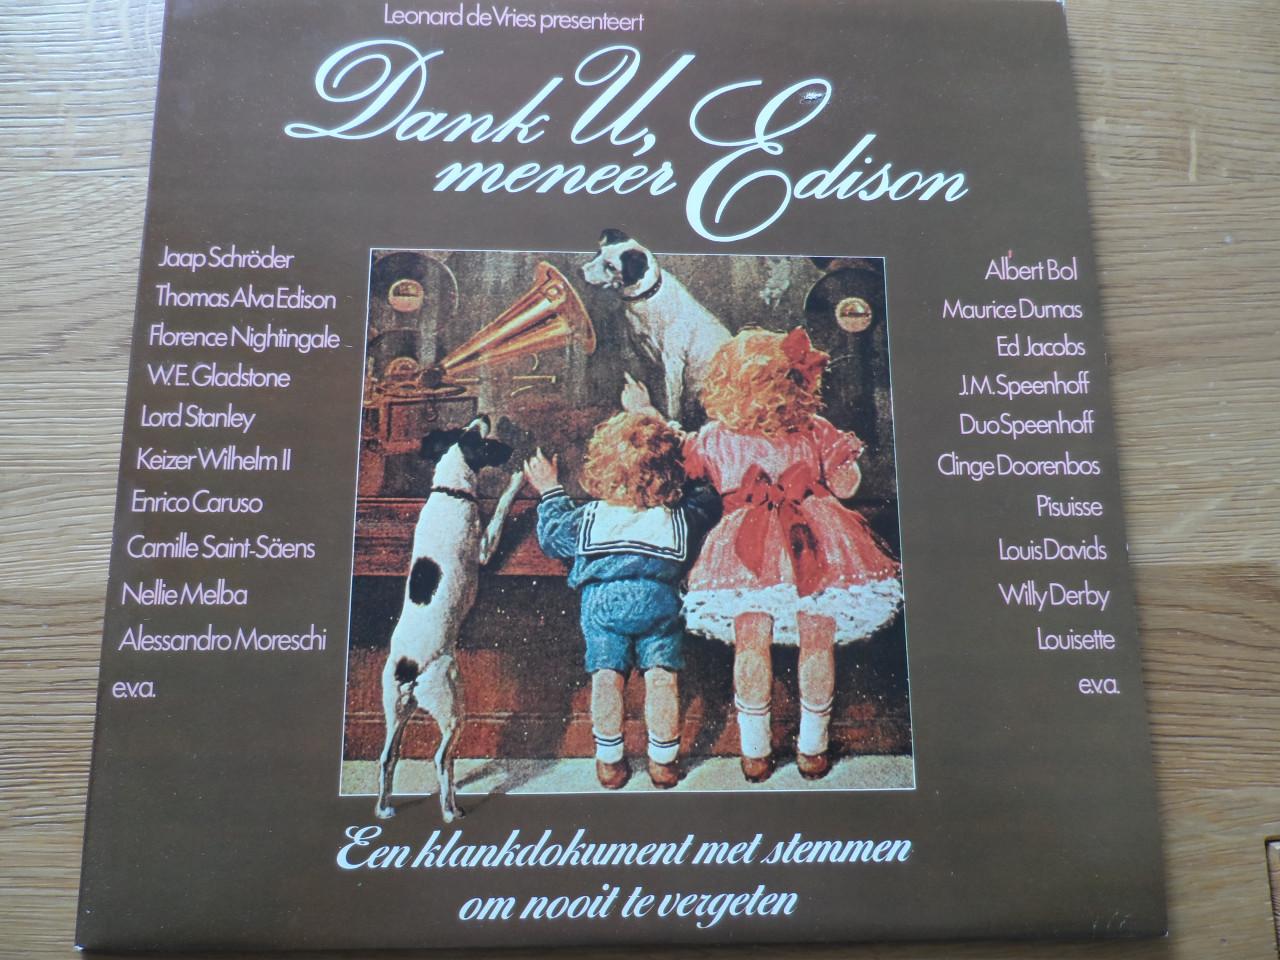 Leonard de Vries presenteert
Dank U,
meneer Edison
Jaap Schröder
Thomas Alva Edison
Florence Nightingale
W.E. Gladstone
Lord Stanley
Keizer Wilhelm II
Enrico Caruso
Camille Saint-Säens
Nellie Melba
Alessandro Moreschi
e.v.a.
Albert Bol
Maurice Dumas
Ed Jacobs
J.M. Speenhoff
Duo Speenhoff
Clinge Doorenbos
Pisuisse
Louis Davids
Willy Derby
Louisette
e.v.a.
Een klankdokument met stemmen
om nooit te vergeten